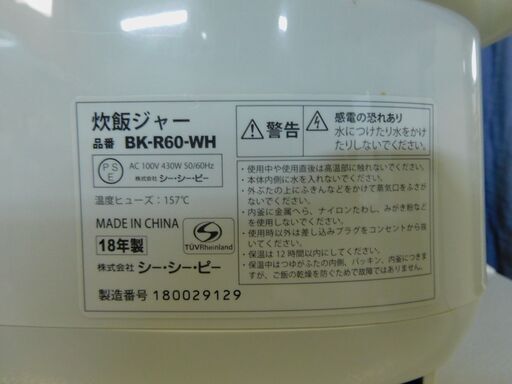 炊飯ジャー
品番 BK-R60-WH
PS
E
AC 100V 430W 50/60Hz
株式会社 シー・シー・ピー
温度ヒューズ：157℃
MADE IN CHINA
18年製
TÜVRheinland
株式会社 シー・シー・ピー
製造番号 180029129
警告
感電の恐れあり
水につけたり水をかけ
たりしないでください。
・使用中や使用直後は高温部に触れないでください。
・本体内側に水を入れないでください。
・外ぶたの上にふきんなどをかけて蒸気口をふさが
ないでください。
・内釜に金属へら、ナイロンたわし、みがき粉など
を使用しないでください。
・使用時以外は差し込みプラグをコンセントから抜い
てください。
・保温は12時間以内にしてください。
・保温中はつゆがふたの内側、パッキン、内釜につきま
すが、ご飯の乾燥を防ぐためで故障ではありません。